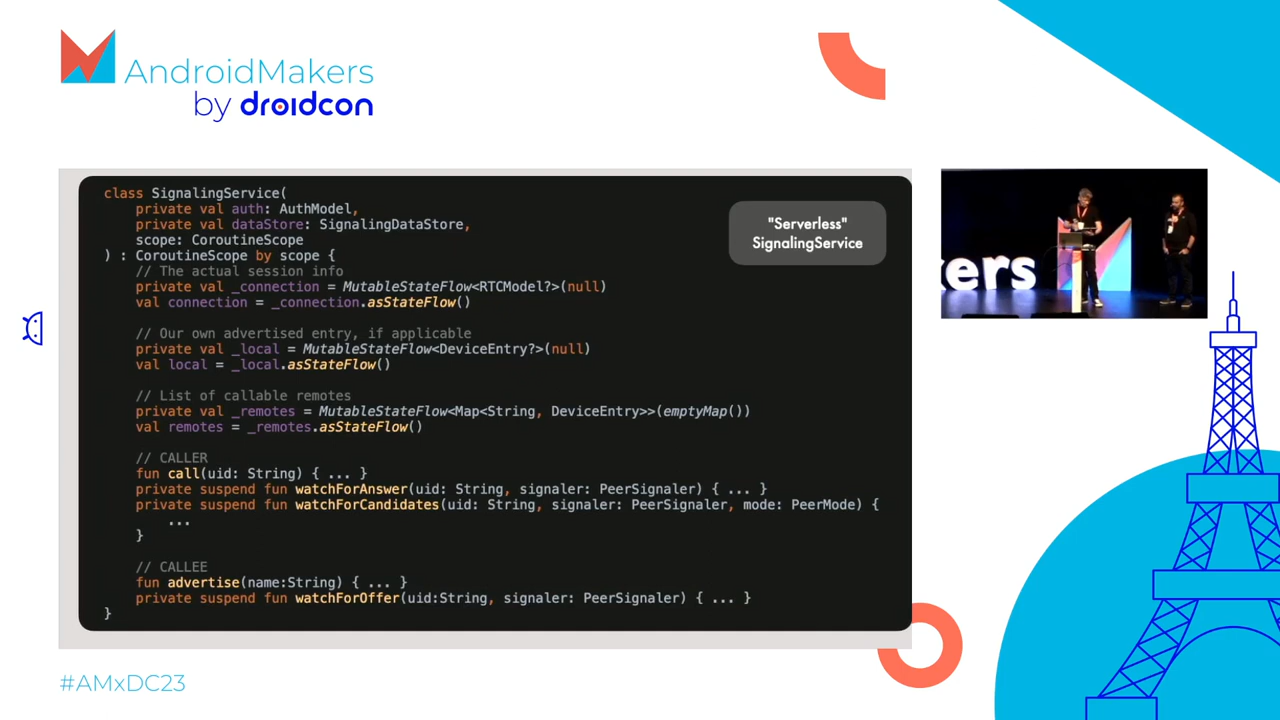 AndroidMakers
by droidcon
class SignalingService(
    private val auth: AuthModel,
    private val dataStore: SignalingDataStore,
    scope: CoroutineScope
) : CoroutineScope by scope {
    // The actual session info
    private val _connection = MutableStateFlow<RTCModel?>(null)
    val connection = _connection.asStateFlow()
    // Our own advertised entry, if applicable
    private val _local = MutableStateFlow<DeviceEntry?>(null)
    val local = _local.asStateFlow()
    // List of callable remotes
    private val _remotes = MutableStateFlow<Map<String, DeviceEntry>>(emptyMap())
    val remotes = _remotes.asStateFlow()
    // CALLER
    fun call(uid: String) { ... }
    private suspend fun watchForAnswer(uid: String, signaler: PeerSignaler) { ... }
    private suspend fun watchForCandidates(uid: String, signaler: PeerSignaler, mode: PeerMode) {
        ...
    }
    // CALLEE
    fun advertise(name:String) { ... }
    private suspend fun watchForOffer(uid:String, signaler: PeerSignaler) { ... }
}
"Serverless"
SignalingService
kers
#AMxDC23